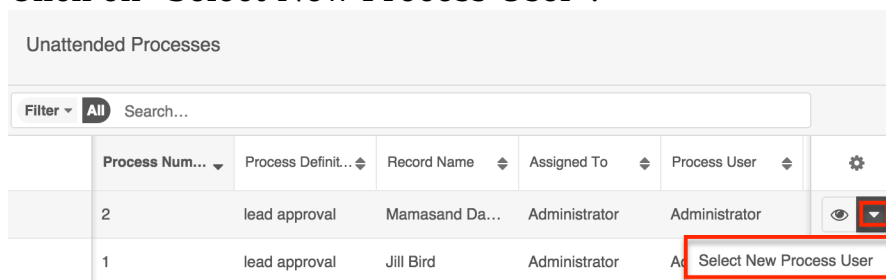 Click on "Select New Process User".
Unattended Processes
Filter All Search...
Process Num... Process Definit... Record Name Assigned To Process User
2 lead approval Mamasand Da... Administrator Administrator
1 lead approval Jill Bird Administrator Ad
Select New Process User